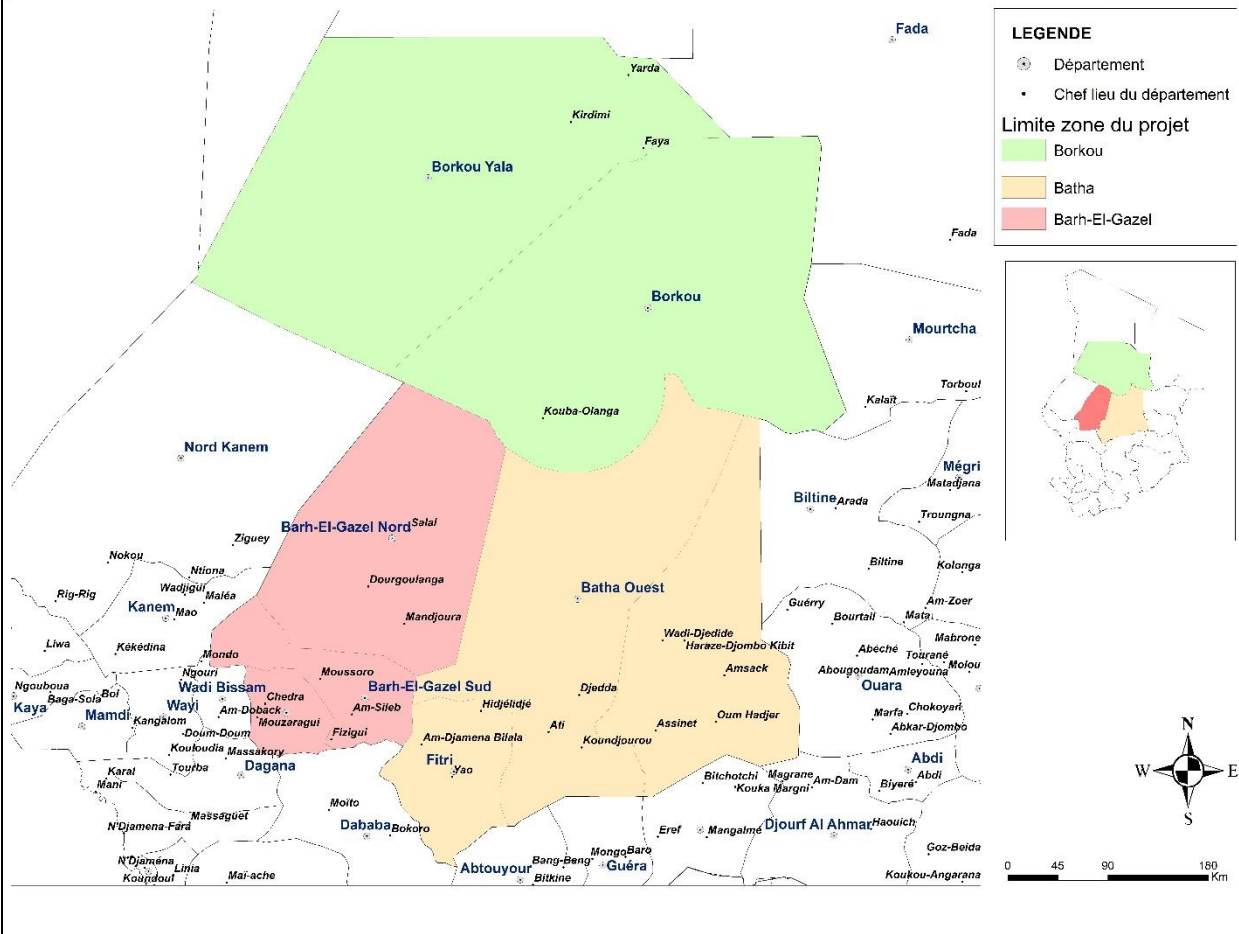 Fada
LEGENDE
Département
Chef lieu du département
Limite zone du projet
Borkou
Batha
Barh-El-Gazel
Yarda
Kirdimi
Faya
Borkou Yala
Fada
Borkou
Mourtcha
Torboul
Kalaït
Kouba-Olanga
Nord Kanem
Mégri
Matadjana
Biltine
Arada
Troungna
Barh-El-Gazel Nord
Salal
Ziguey
Nokou
Ntiona
Dourgoulanga
Batha Ouest
Biltine
Kolonga
Rig-Rig
Wadjigui
Maléa
Kanem
Mao
Mandjoura
Guérry
Bourtail
Am-Zoer
Mata
Liwa
Kékédina
Mondo
Wadi-Djedide
Haraze-Djombo Kibit
Mabrone
Abéché
Tourané
Molou
Amsack
Abougoudam
Amleyouna
Ouara
Ngouri
Moussoro
Ngouboua
Kaya
Baga-Sola
Bol
Wadi Bissam
Barh-El-Gazel Sud
Djedda
Chedra
Wayi
Mamdi
Kangalom
Am-Doback
Mouzaragui
Am-Sileb
Hidjélidjé
Marfa
Chokoyan
Abkar-Djombo
Oum Hadjer
Assinet
Ati
Koundjourou
Doum-Doum
Fizigui
Am-Djamena Bilala
Kouloudia
Massakory
Dagana
Tourba
Fitri
Yao
Karal
Mani
Bitchotchi
Magrane
Am-Dam
Kouka Margni
Abdi
Abdi
Biyeré
Moïto
Massaguet
N'Djamena-Fara
Dababa
Bokoro
Eref
Mangalmé
Djourf Al Ahmar
Haouich
Goz-Beida
N'Djaména
Linia
Koundoul
Maï-ache
Abtouyour
Bang-Beng
Bitkine
Mongo
Baro
Guéra
Koukou-Angarana
N
W
E
S
0 45 90 180
Km